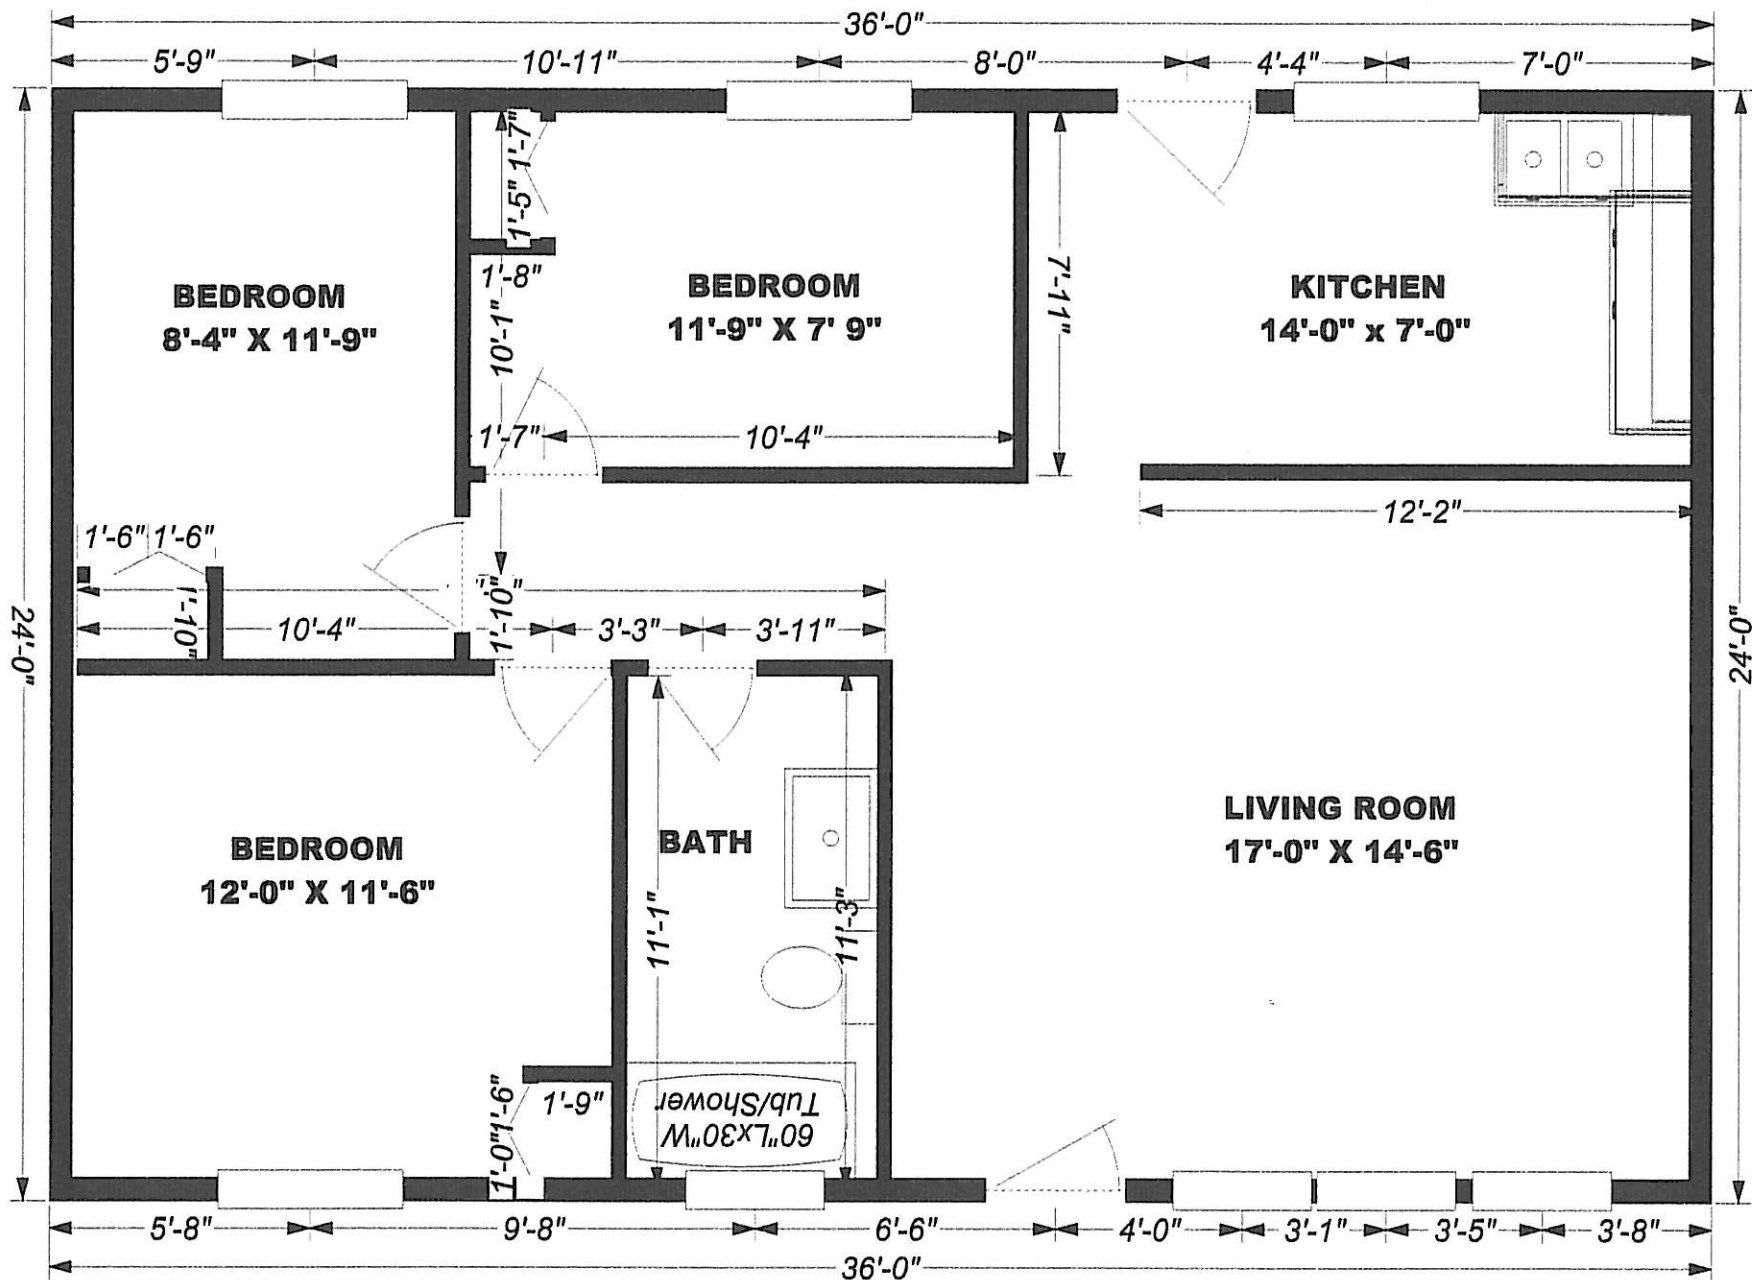 36'-0"
5'-9" 10'-11" 8'-0" 4'-4" 7'-0"
1'-7"
1'-5"
1'-8"
BEDROOM
8'-4" X 11'-9"
BEDROOM
11'-9" X 7' 9"
KITCHEN
14'-0" x 7'-0"
7'-11"
10'-1"
1'-7" 10'-4"
12'-2"
1'-6" 1'-6"
1'-10"
1'-10"
10'-4" 3'-3" 3'-11"
24'-0"
24'-0"
BEDROOM
12'-0" X 11'-6"
BATH
LIVING ROOM
17'-0" X 14'-6"
11'-1"
11'-3"
1'-6"
1'-0"
1'-9"
60"Lx30"W
Tub/Shower
5'-8" 9'-8" 6'-6" 4'-0" 3'-1" 3'-5" 3'-8"
36'-0"